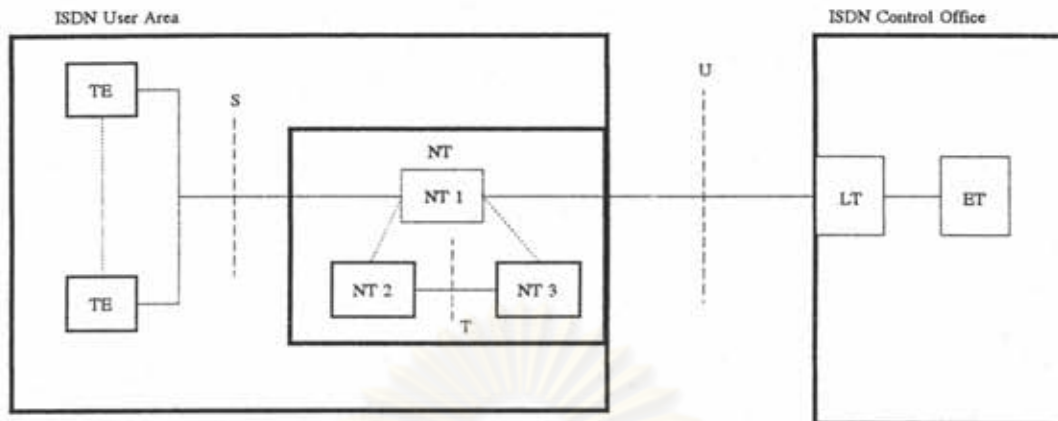 ISDN User Area
ISDN Control Office
TE
S
U
NT
NT 1
LT
ET
TE
NT 2
NT 3
T